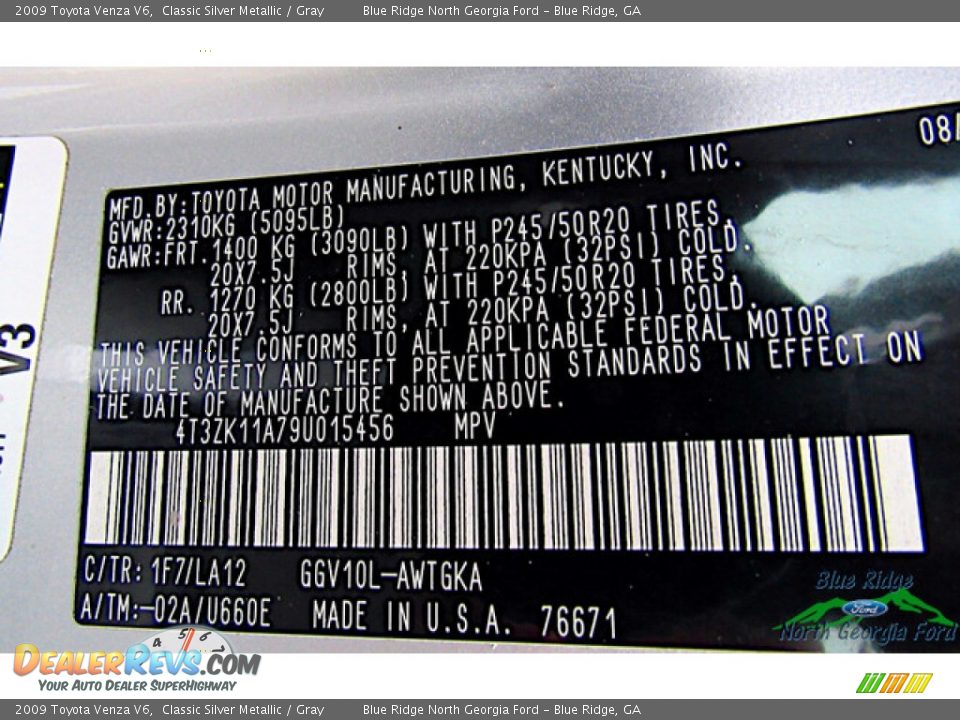 2009 Toyota Venza V6,  Classic Silver Metallic / Gray        Blue Ridge North Georgia Ford - Blue Ridge, GA
...
08/
MFD.BY:TOYOTA MOTOR MANUFACTURING, KENTUCKY, INC.
GVWR:2310KG (5095LB)
GAWR:FRT.1400 KG (3090LB) WITH P245/50R20 TIRES,
20X7.5J RIMS, AT 220KPA (32PSI) COLD.
RR. 1270 KG (2800LB) WITH P245/50R20 TIRES,
20X7.5J RIMS, AT 220KPA (32PSI) COLD.
THIS VEHICLE CONFORMS TO ALL APPLICABLE FEDERAL MOTOR
VEHICLE SAFETY AND THEFT PREVENTION STANDARDS IN EFFECT ON
THE DATE OF MANUFACTURE SHOWN ABOVE.
4T3ZK11A79U015456 MPV
C/TR: 1F7/LA12 GGV10L-AWTGKA
A/TM:-02A/U660E MADE IN U.S.A. 76671
V3
Blue Ridge
Ford
North Georgia Ford
4 5 6
DEALERREVS.COM
YOUR AUTO DEALER SUPERHIGHWAY
2009 Toyota Venza V6,  Classic Silver Metallic / Gray        Blue Ridge North Georgia Ford - Blue Ridge, GA